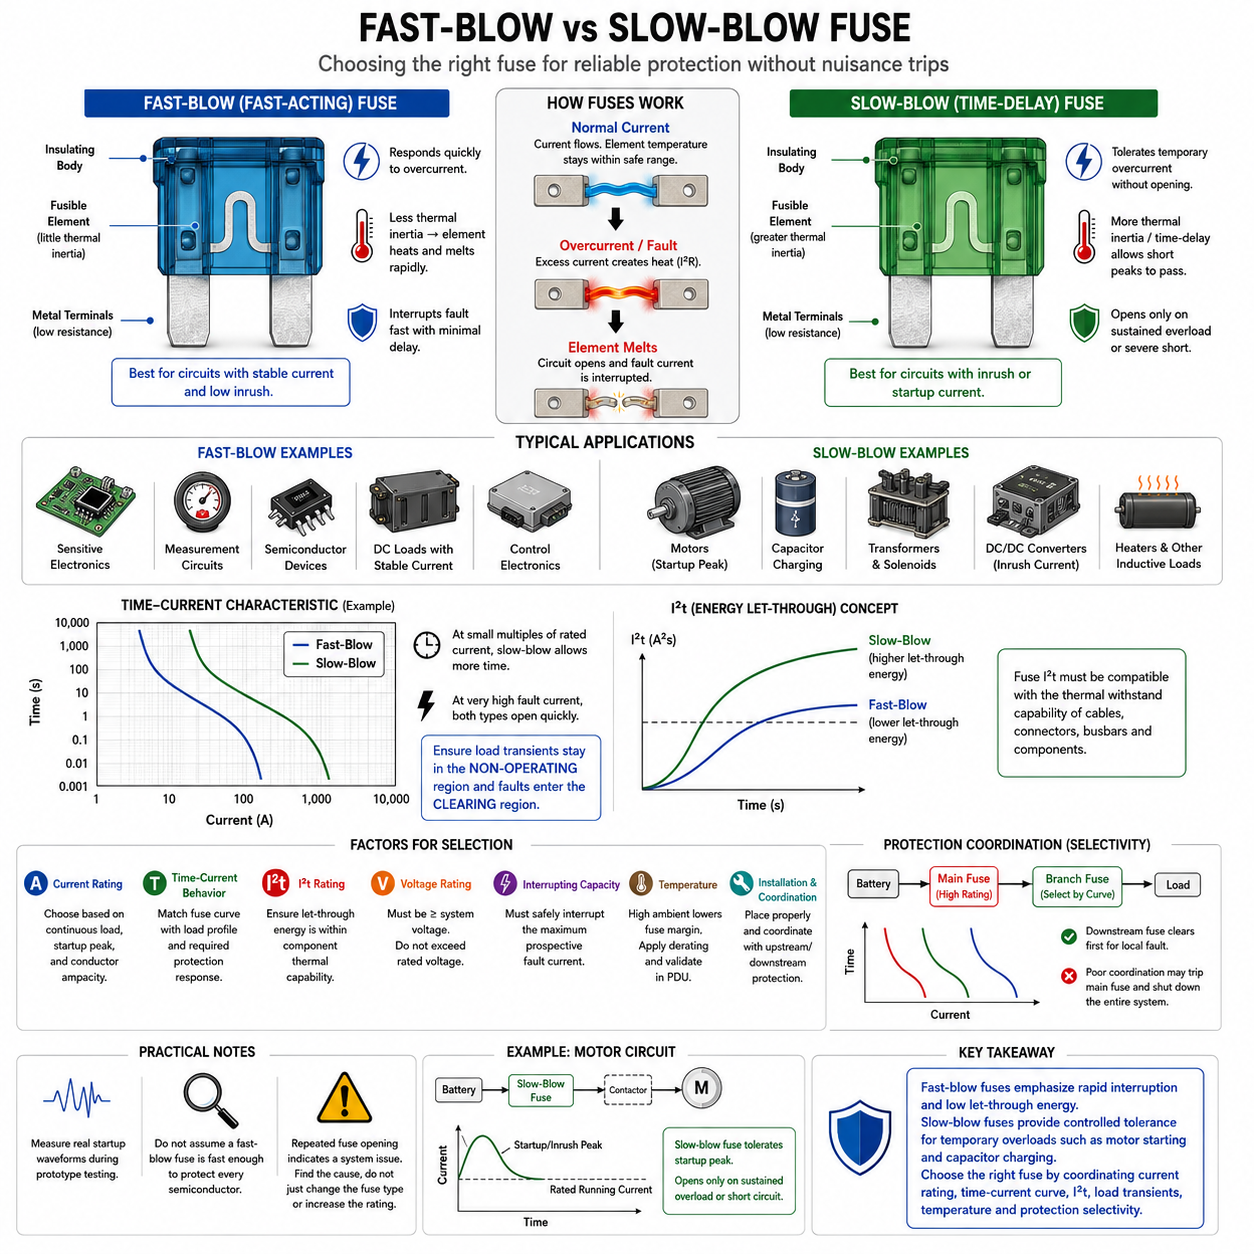 FAST-BLOW vs SLOW-BLOW FUSE
Choosing the right fuse for reliable protection without nuisance trips
FAST-BLOW (FAST-ACTING) FUSE
Insulating
Body
Fusible
Element
(little thermal
inertia)
Metal Terminals
(low resistance)
Responds quickly
to overcurrent.
Less thermal
inertia → element
heats and melts
rapidly.
Interrupts fault
fast with minimal
delay.
Best for circuits with stable current
and low inrush.
HOW FUSES WORK
Normal Current
Current flows. Element temperature
stays within safe range.
Overcurrent / Fault
Excess current creates heat (I²R).
Element Melts
Circuit opens and fault current
is interrupted.
SLOW-BLOW (TIME-DELAY) FUSE
Insulating
Body
Fusible
Element
(greater thermal
inertia)
Metal Terminals
(low resistance)
Tolerates temporary
overcurrent
without opening.
More thermal
inertia / time-delay
allows short
peaks to pass.
Opens only on
sustained everload
or severe short.
Best for circuits with inrush or
startup current.
TYPICAL APPLICATIONS
FAST-BLOW EXAMPLES
Sensitive
Electronics
Measurement
Circuits
Semiconductor
Devices
DC Loads with
Stable Current
Control
Electronics
SLOW-BLOW EXAMPLES
Motors
(Startup Peak)
Capacitor
Charging
Transformers
& Solenoids
DC/DC Converters
(Inrush Current)
Heaters & Other
Inductive Loads
TIME–CURRENT CHARACTERISTIC (Example)
Time (s)
10,000
1,000
100
10
1
0.1
0.01
0.001
1
10
100
1,000
10,000
Current (A)
Fast-Blow
Slow-Blow
At small multiples of rated
current, slow-blow allows
more time.
At very high fault current,
both types open quickly.
Ensure load transients stay
in the NON-OPERATING
region and faults enter the
CLEARING region.
I²t (ENERGY LET-THROUGH) CONCEPT
I²t (A²s)
Slow-Blow
(higher let-through
energy)
Fast-Blow
(lower let-through
energy)
Time (s)
Fuse I²t must be compatible
with the thermal withstand
capability of cables,
connectors, busbars and
components.
FACTORS FOR SELECTION
A Current Rating
Choose based on
continuous load,
startup peak,
and conductor
ampacity.
T Time-Current
Behavior
Match fuse curve
with load profile
and required
protection
response.
I²t I²t Rating
Ensure let-through
energy is within
component
thermal
capability.
V Voltage Rating
Must be ≥ system
voltage.
Do not exceed
rated voltage.
Interrupting Capacity
Must safely interrupt
the maximum
prospective
fault current.
Temperature
High ambient lowers
fuse margin.
Apply derating
and validate
in PDU.
Installation &
Coordination
Place properly
and coordinate
with upstream/
downstream
protection.
PROTECTION COORDINATION (SELECTIVITY)
Battery
Main Fuse
(High Rating)
Branch Fuse
(Select by Curve)
Load
Time
Current
Downstream fuse clears
first for local fault.
Poor coordination may trip
main fuse and shut down
the entire system.
PRACTICAL NOTES
Measure real startup
waveforms during
prototype testing.
Do not assume a fast-
blow fuse is fast enough
to protect every
semiconductor.
Repeated fuse opening
indicates a system issue.
Find the cause, do not
just change the fuse type
or increase the rating.
EXAMPLE: MOTOR CIRCUIT
Battery
Slow-Blow
Fuse
Contactor
M
Current
Startup/Inrush Peak
Rated Running Current
Time
Slow-blow fuse tolerates
startup peak.
Opens only on sustained
overload or short circuit.
KEY TAKEAWAY
Fast-blow fuses emphasize rapid interruption
and low let-through energy.
Slow-blow fuses provide controlled tolerance
for temporary overloads such as motor starting
and capacitor charging.
Choose the right fuse by coordinating current
rating, time-current curve, I²t, load transients,
temperature and protection selectivity.